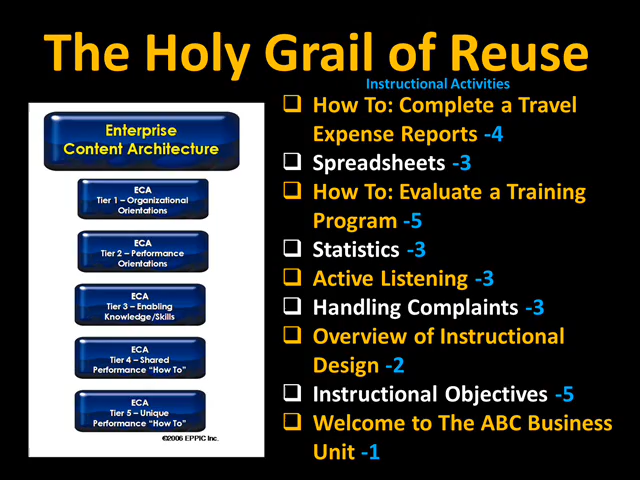 The Holy Grail of Reuse
Instructional Activities
Enterprise
Content Architecture
ECA
Tier 1 – Organizational
Orientations
ECA
Tier 2 – Performance
Orientations
ECA
Tier 3 – Enabling
Knowledge/Skills
ECA
Tier 4 – Shared
Performance “How To”
ECA
Tier 5 – Unique
Performance “How To”
©2006 EPPIC Inc.
How To: Complete a Travel
Expense Reports -4
Spreadsheets -3
How To: Evaluate a Training
Program -5
Statistics -3
Active Listening -3
Handling Complaints -3
Overview of Instructional
Design -2
Instructional Objectives -5
Welcome to The ABC Business
Unit -1